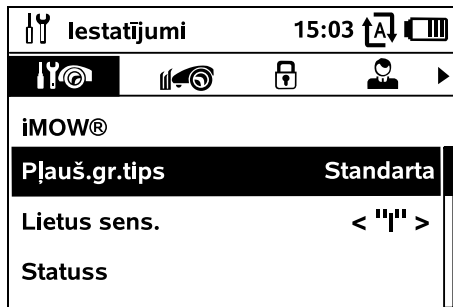 Iestatījumi 15:03 A
iMOW®
Pļauš.gr.tips Standarta
Lietus sens. < "I" >
Statuss